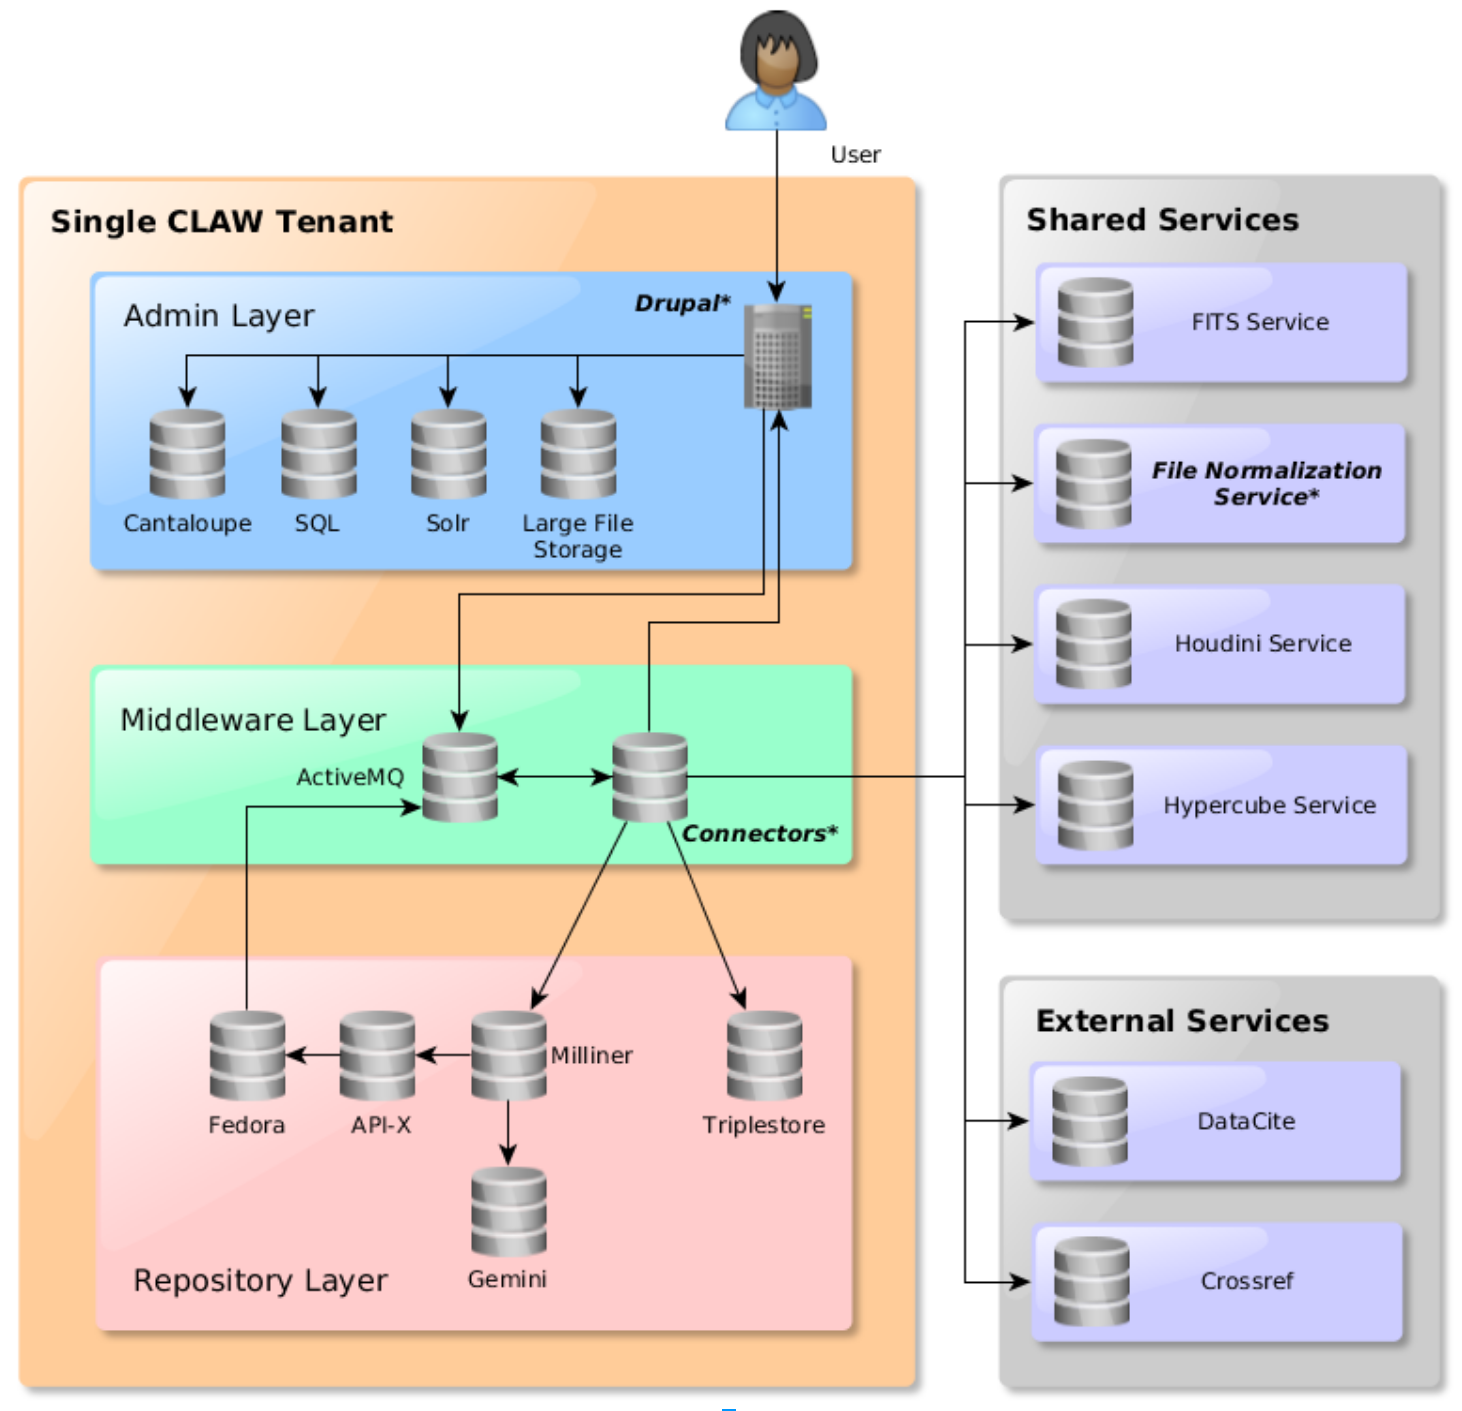 User
Single CLAW Tenant
Admin Layer
Drupal*
Cantaloupe
SQL
Solr
Large File
Storage
Middleware Layer
ActiveMQ
Connectors*
Milliner
Fedora
API-X
Triplestore
Gemini
Repository Layer
Shared Services
FITS Service
File Normalization
Service*
Houdini Service
Hypercube Service
External Services
DataCite
Crossref